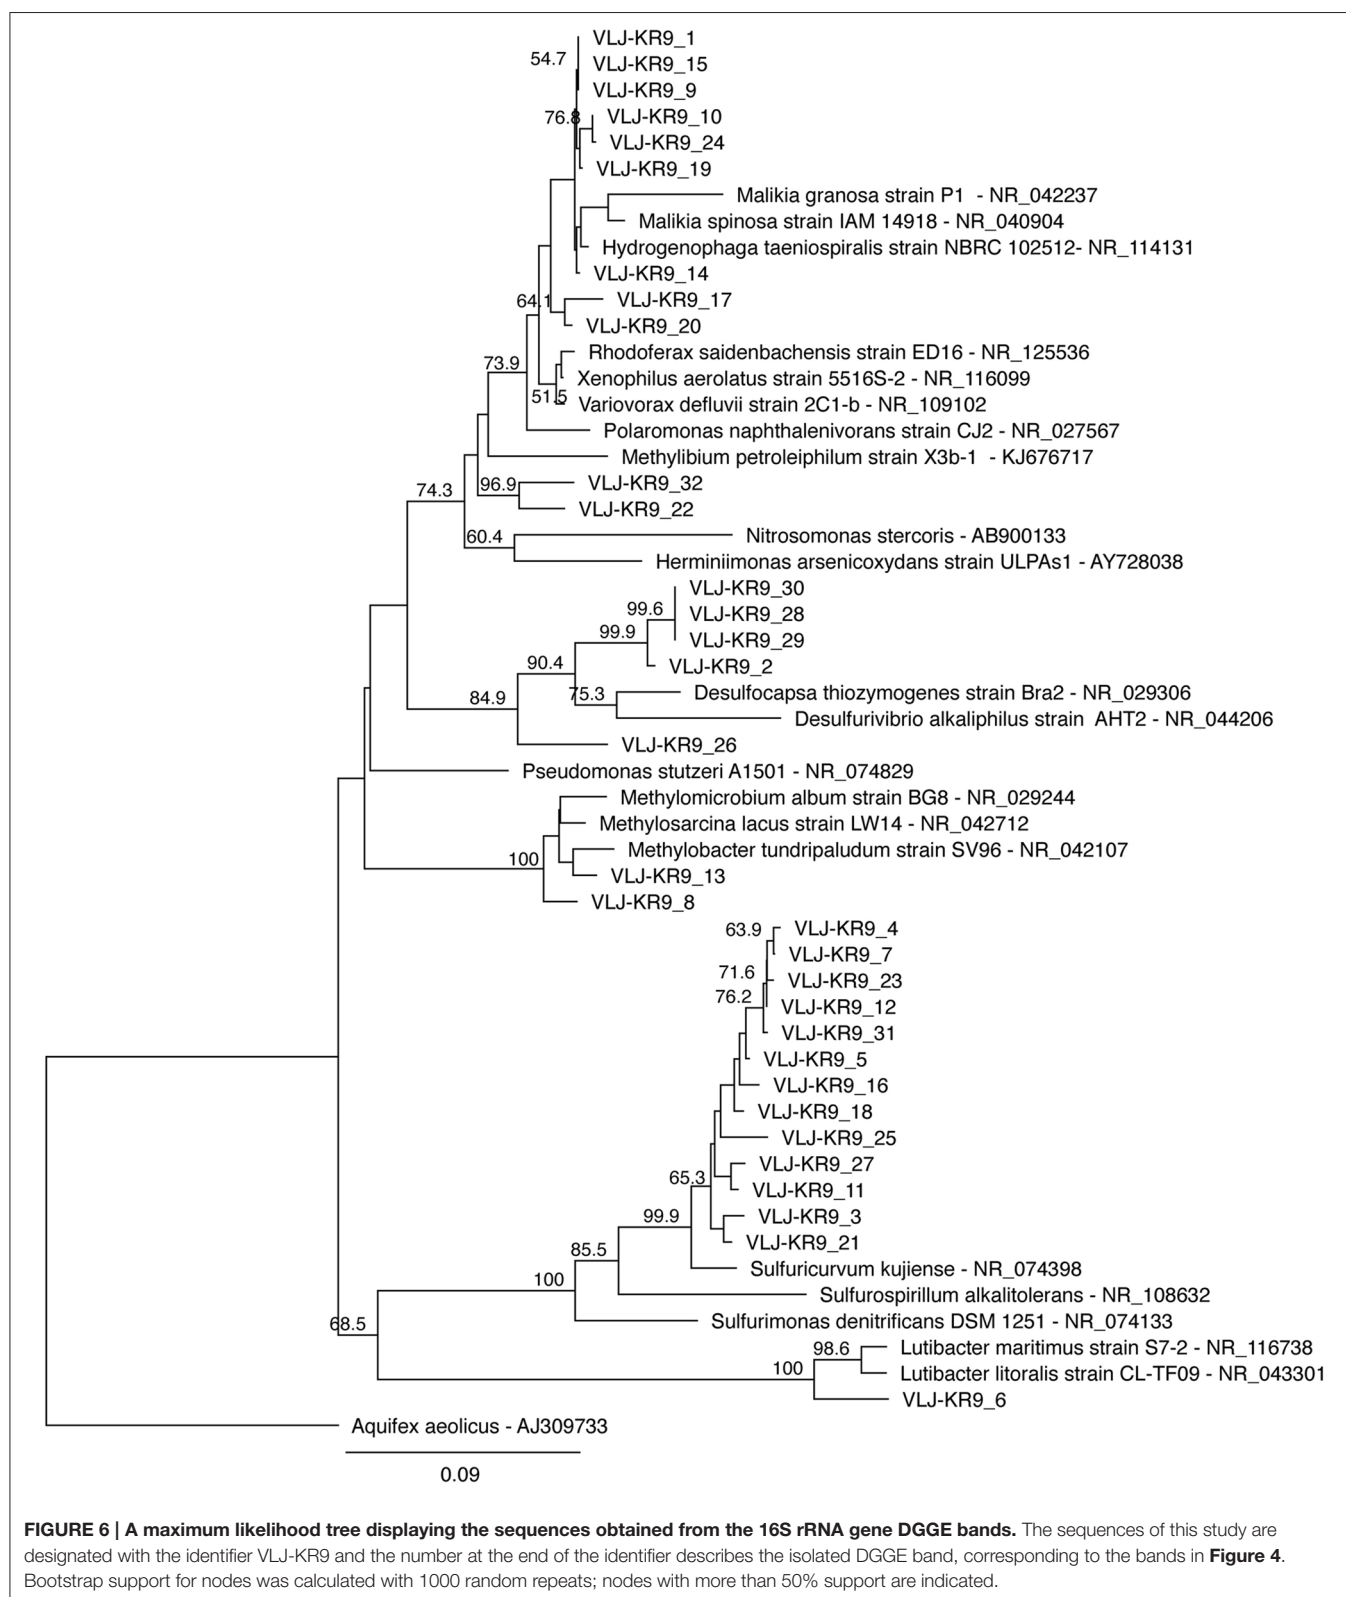 VLJ-KR9_1
54.7
VLJ-KR9_15
VLJ-KR9_9
76.8
VLJ-KR9_10
VLJ-KR9_24
VLJ-KR9_19
Malikia granosa strain P1 - NR_042237
Malikia spinosa strain IAM 14918 - NR_040904
Hydrogenophaga taeniospiralis strain NBRC 102512- NR_114131
VLJ-KR9_14
64.1
VLJ-KR9_17
VLJ-KR9_20
Rhodoferax saidenbachensis strain ED16 - NR_125536
73.9
Xenophilus aerolatus strain 5516S-2 - NR_116099
51.5
Variovorax defluvii strain 2C1-b - NR_109102
Polaromonas naphthalenivorans strain CJ2 - NR_027567
Methylibium petroleiphilum strain X3b-1 - KJ676717
74.3
96.9
VLJ-KR9_32
VLJ-KR9_22
60.4
Nitrosomonas stercoris - AB900133
Herminiimonas arsenicoxydans strain ULPAs1 - AY728038
VLJ-KR9_30
99.6
VLJ-KR9_28
99.9
VLJ-KR9_29
90.4
VLJ-KR9_2
84.9
75.3
Desulfocapsa thiozymogenes strain Bra2 - NR_029306
Desulfurivibrio alkaliphilus strain AHT2 - NR_044206
VLJ-KR9_26
Pseudomonas stutzeri A1501 - NR_074829
Methylomicrobium album strain BG8 - NR_029244
Methylosarcina lacus strain LW14 - NR_042712
100
Methylobacter tundripaludum strain SV96 - NR_042107
VLJ-KR9_13
VLJ-KR9_8
63.9
VLJ-KR9_4
VLJ-KR9_7
71.6
VLJ-KR9_23
76.2
VLJ-KR9_12
VLJ-KR9_31
VLJ-KR9_5
VLJ-KR9_16
VLJ-KR9_18
VLJ-KR9_25
VLJ-KR9_27
65.3
VLJ-KR9_11
99.9
VLJ-KR9_3
85.5
VLJ-KR9_21
Sulfuricurvum kujiense - NR_074398
100
Sulfurospirillum alkalitolerans - NR_108632
68.5
Sulfurimonas denitrificans DSM 1251 - NR_074133
98.6
Lutibacter maritimus strain S7-2 - NR_116738
100
Lutibacter litoralis strain CL-TF09 - NR_043301
VLJ-KR9_6
Aquifex aeolicus - AJ309733
0.09
FIGURE 6 | A maximum likelihood tree displaying the sequences obtained from the 16S rRNA gene DGGE bands. The sequences of this study are
designated with the identifier VLJ-KR9 and the number at the end of the identifier describes the isolated DGGE band, corresponding to the bands in Figure 4.
Bootstrap support for nodes was calculated with 1000 random repeats; nodes with more than 50% support are indicated.